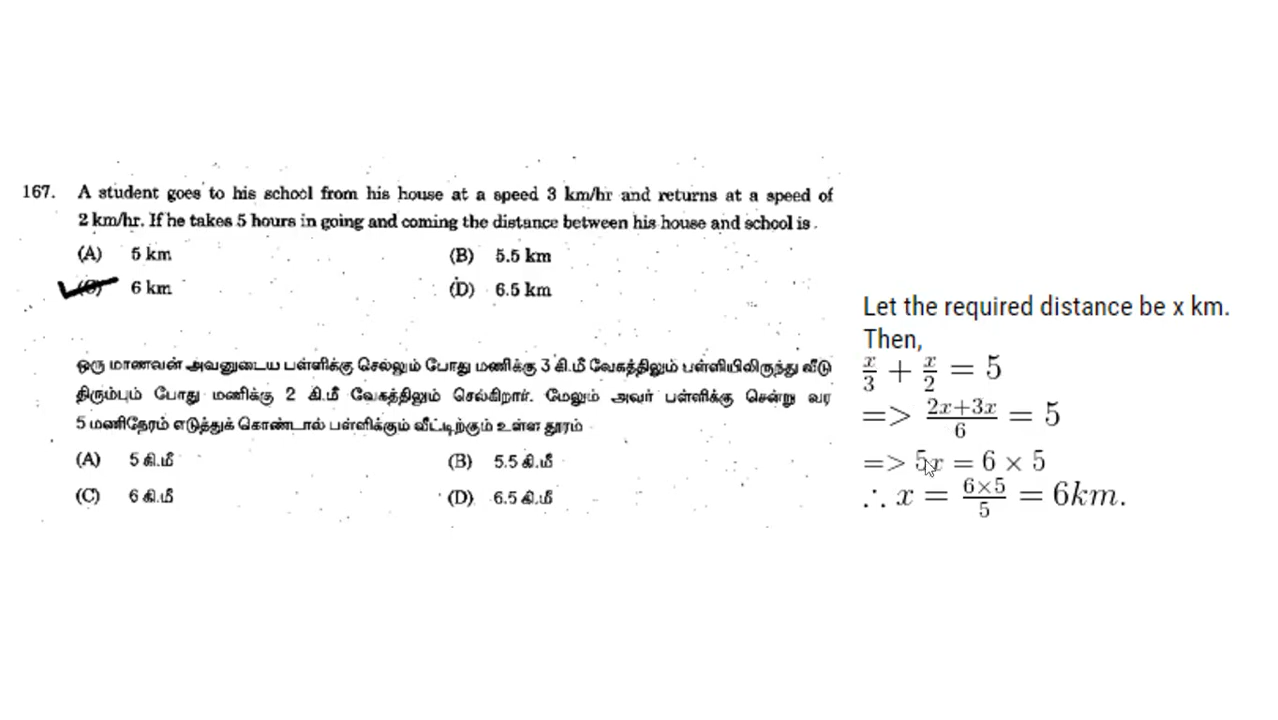 167. A student goes to his school from his house at a speed 3 km/hr and returns at a speed of
2 km/hr. If he takes 5 hours in going and coming the distance between his house and school is .
(A) 5 km (B) 5.5 km
(C) 6 km (D) 6.5 km
ஒரு மாணவன் அவனுடைய பள்ளிக்கு செல்லும் போது மணிக்கு 3 கி.மீ வேகத்திலும் பள்ளியிலிருந்து வீடு
திரும்பும் போது மணிக்கு 2 கி.மீ வேகத்திலும் செல்கிறார். மேலும் அவர் பள்ளிக்கு சென்று வர
5 மணிநேரம் எடுத்துக் கொண்டால் பள்ளிக்கும் வீட்டிற்கும் உள்ள தூரம்
(A) 5 கி.மீ (B) 5.5 கி.மீ
(C) 6 கி.மீ (D) 6.5 கி.மீ
Let the required distance be x km.
Then,
x/3 + x/2 = 5
=> (2x+3x)/6 = 5
=> 5x = 6 × 5
∴ x = (6×5)/5 = 6km.